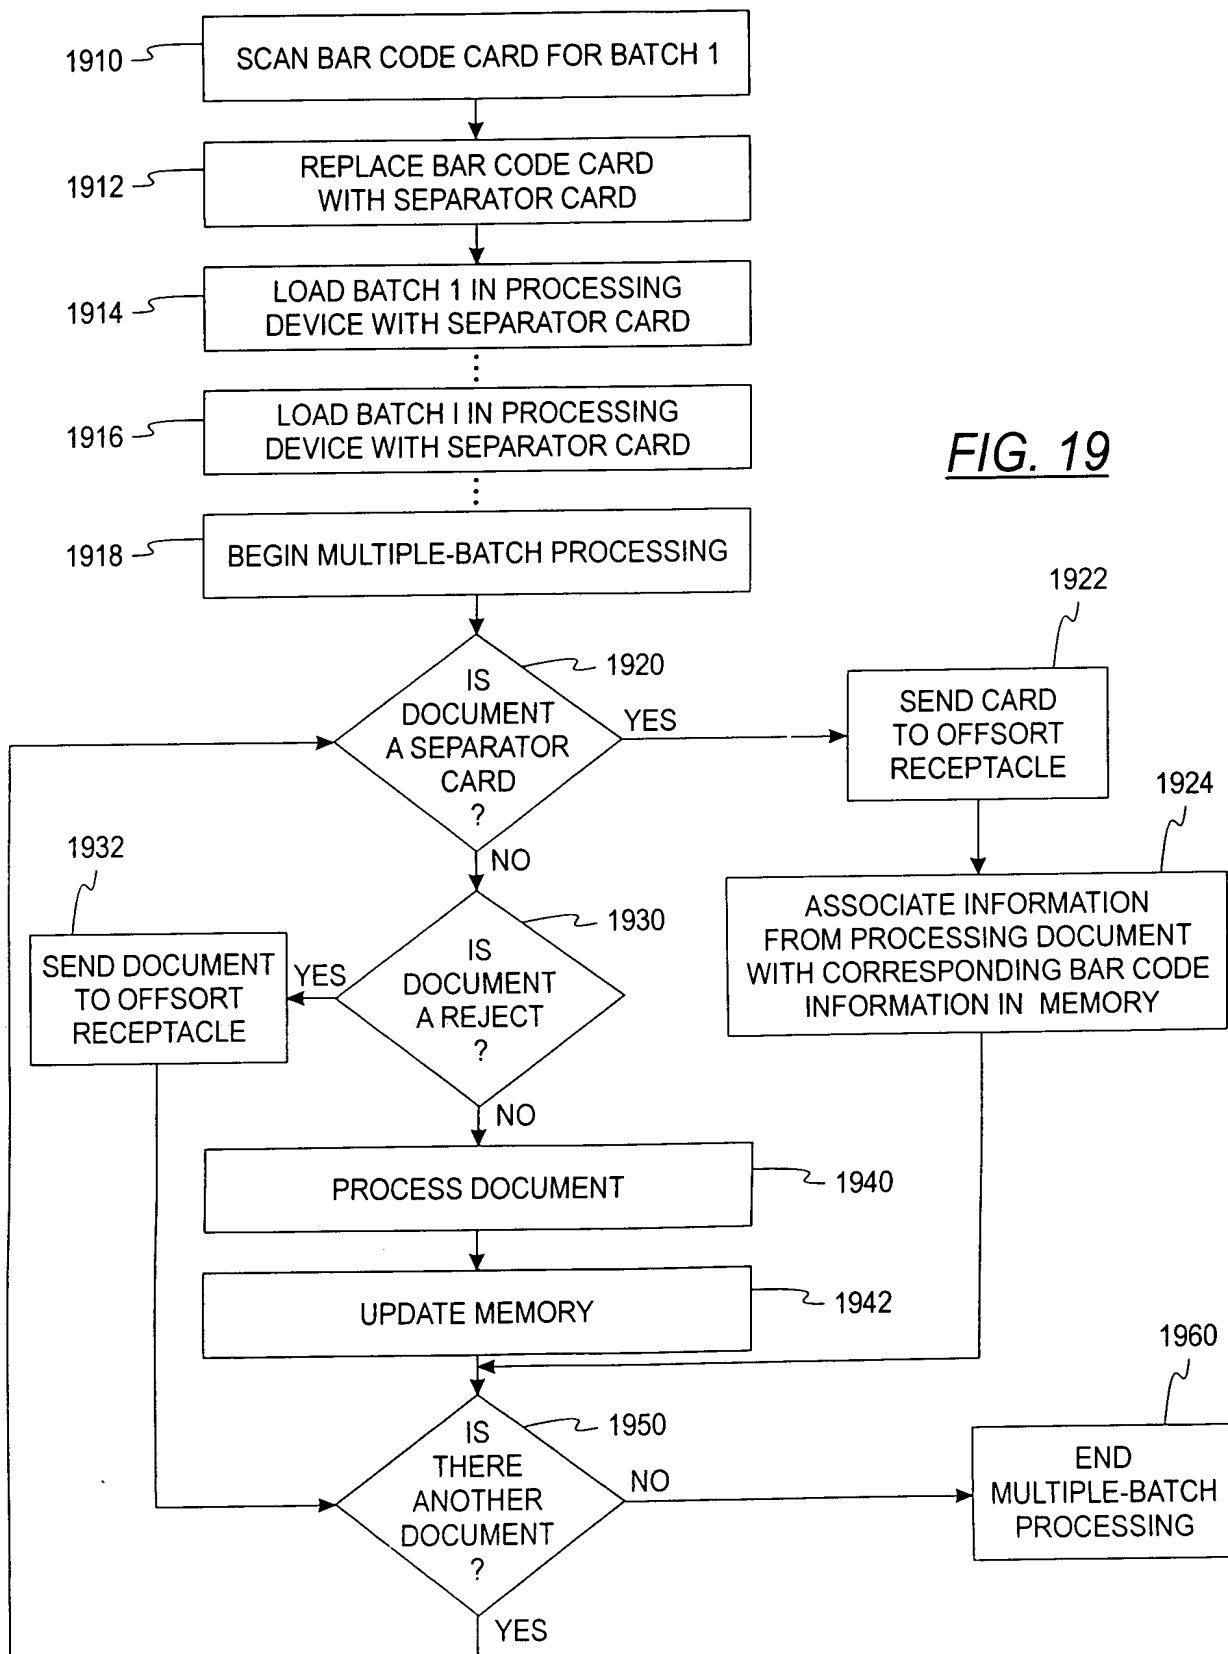 1910
SCAN BAR CODE CARD FOR BATCH 1
1912
REPLACE BAR CODE CARD
WITH SEPARATOR CARD
1914
LOAD BATCH 1 IN PROCESSING
DEVICE WITH SEPARATOR CARD
1916
LOAD BATCH I IN PROCESSING
DEVICE WITH SEPARATOR CARD
FIG. 19
1918
BEGIN MULTIPLE-BATCH PROCESSING
1920
IS
DOCUMENT
A SEPARATOR
CARD
?
YES
1922
SEND CARD
TO OFFSORT
RECEPTACLE
1924
ASSOCIATE INFORMATION
FROM PROCESSING DOCUMENT
WITH CORRESPONDING BAR CODE
INFORMATION IN MEMORY
NO
1930
IS
DOCUMENT
A REJECT
?
YES
1932
SEND DOCUMENT
TO OFFSORT
RECEPTACLE
NO
PROCESS DOCUMENT
1940
UPDATE MEMORY
1942
1950
IS
THERE
ANOTHER
DOCUMENT
?
NO
1960
END
MULTIPLE-BATCH
PROCESSING
YES